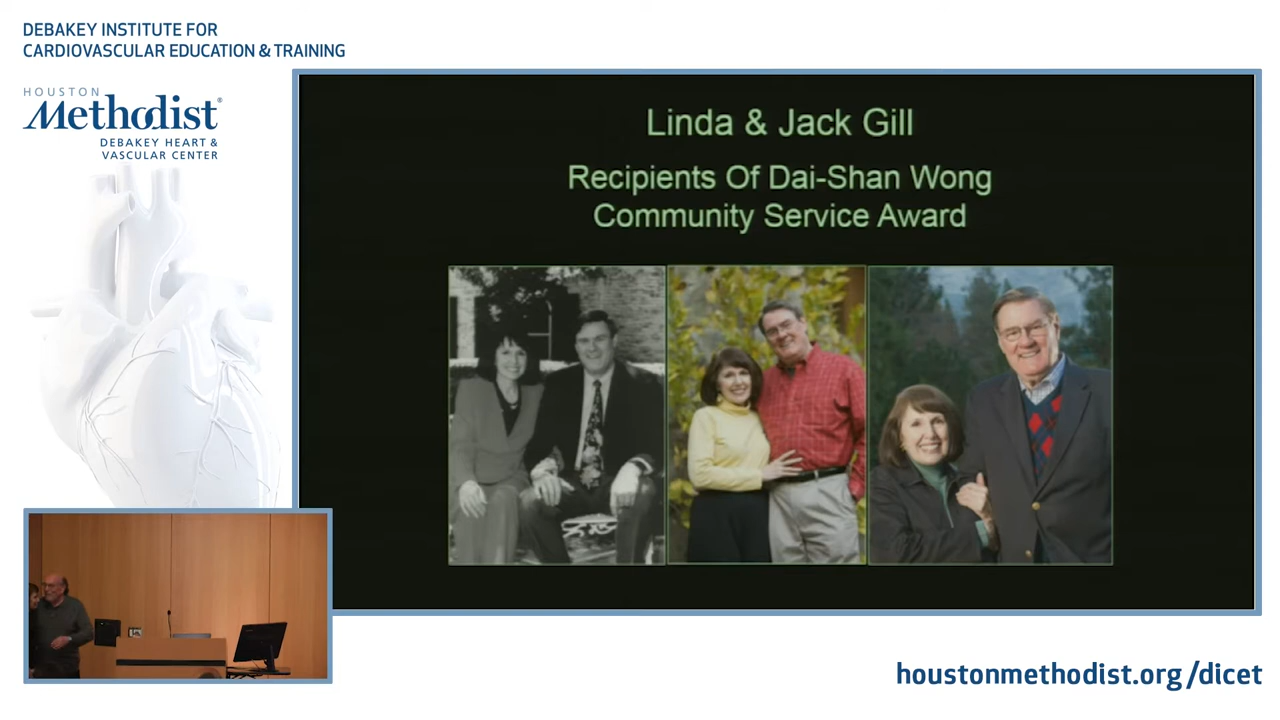 DEBAKEY INSTITUTE FOR
CARDIOVASCULAR EDUCATION & TRAINING
HOUSTON
Methodist®
DEBAKEY HEART &
VASCULAR CENTER
Linda & Jack Gill
Recipients Of Dai-Shan Wong
Community Service Award
houstonmethodist.org/dicet